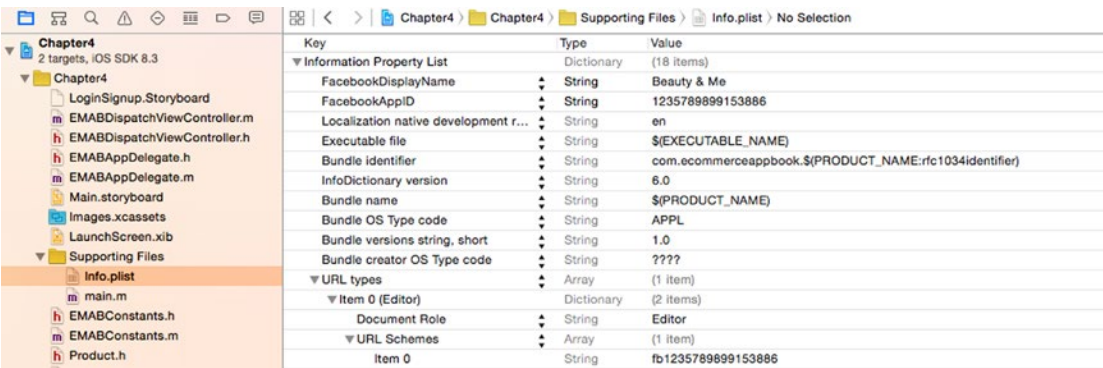 Chapter4 Chapter4 Supporting Files Info.plist No Selection
Chapter4
2 targets, iOS SDK 8.3
Chapter4
LoginSignup.Storyboard
m EMABDispatchViewController.m
h EMABDispatchViewController.h
h EMABAppDelegate.h
m EMABAppDelegate.m
Main.storyboard
Images.xcassets
LaunchScreen.xib
Supporting Files
Info.plist
m main.m
h EMABConstants.h
m EMABConstants.m
h Product.h
Key Type Value
Information Property List Dictionary (18 items)
FacebookDisplayName String Beauty & Me
FacebookAppID String 1235789899153886
Localization native development r... String en
Executable file String $(EXECUTABLE_NAME)
Bundle identifier String com.ecommerceappbook.$(PRODUCT_NAME:rfc1034identifier)
InfoDictionary version String 6.0
Bundle name String $(PRODUCT_NAME)
Bundle OS Type code String APPL
Bundle versions string, short String 1.0
Bundle creator OS Type code String ????
URL types Array (1 item)
Item 0 (Editor) Dictionary (2 items)
Document Role String Editor
URL Schemes Array (1 item)
Item 0 String fb1235789899153886